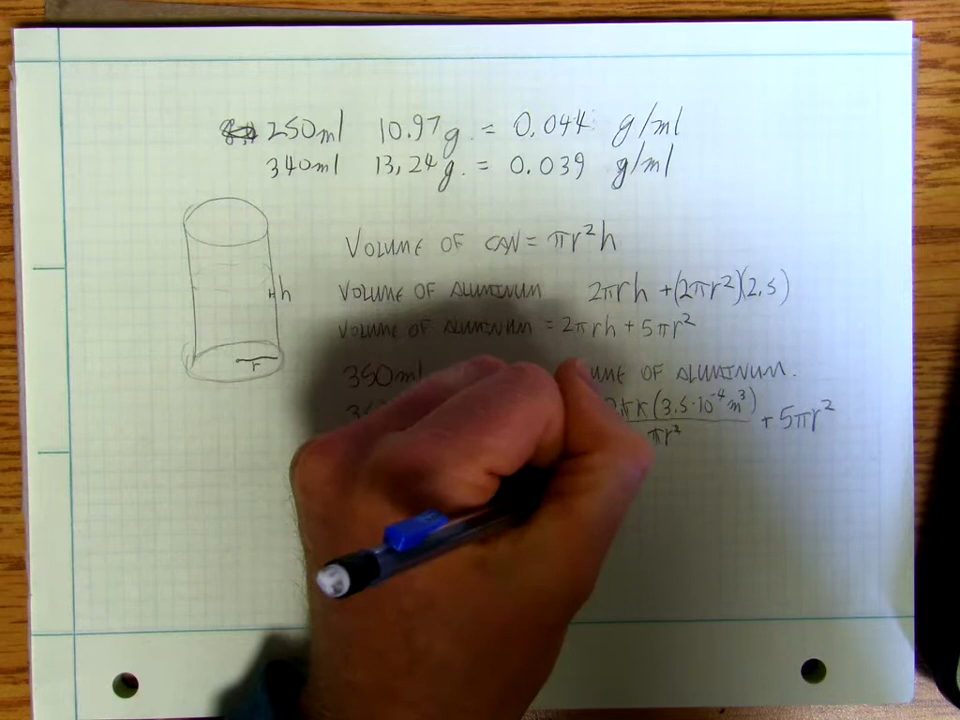 250ml 10.97g. = 0.044 g/ml
340ml 13,24g. = 0.039 g/ml
VOLUME OF CAN = πr²h
h
VOLUME OF ALUMINUM 2πrh + (2πr²)(2,5)
VOLUME OF ALUMINUM = 2πrh + 5πr²
r
350ml OF ALUMINUM.
(3.5·10⁻⁴m³) + 5πr²
πr²